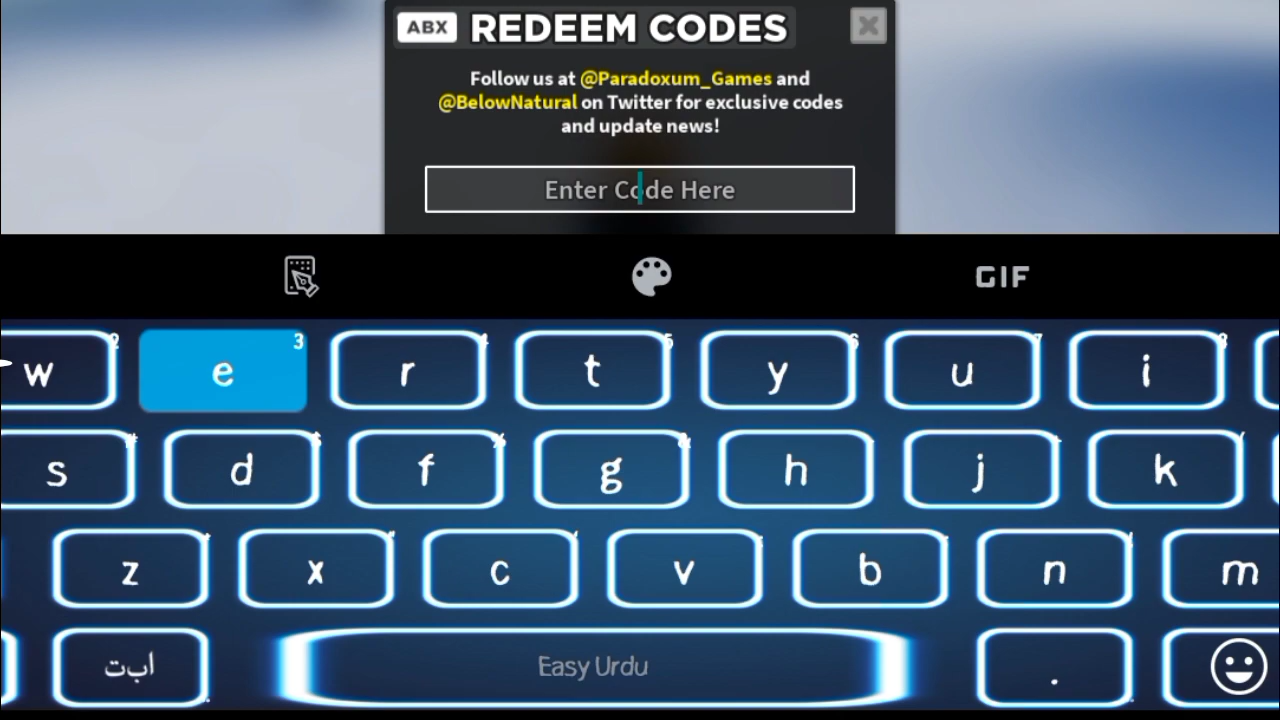 ABX REDEEM CODES
Follow us at @Paradoxum_Games and
@BelowNatural on Twitter for exclusive codes
and update news!
Enter Code Here
GIF
w e 3 r t y u i
s d f g h j k
z x c v b n m
ابت Easy Urdu .